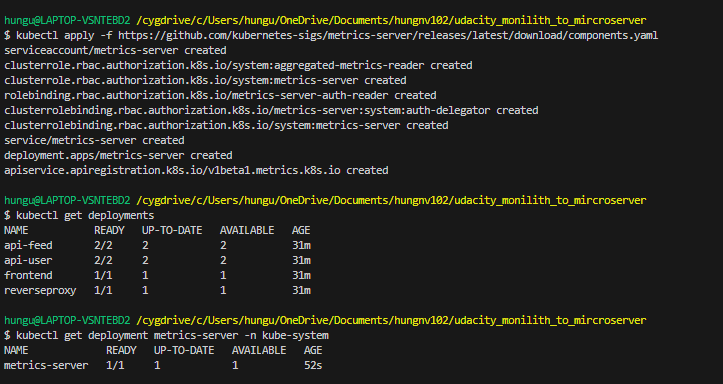 hungu@LAPTOP-VSNTEBD2 /cygdrive/c/Users/hungu/OneDrive/Documents/hungnv102/udacity_monilith_to_mircroserver
$ kubectl apply -f https://github.com/kubernetes-sigs/metrics-server/releases/latest/download/components.yaml
serviceaccount/metrics-server created
clusterrole.rbac.authorization.k8s.io/system:aggregated-metrics-reader created
clusterrole.rbac.authorization.k8s.io/system:metrics-server created
rolebinding.rbac.authorization.k8s.io/metrics-server-auth-reader created
clusterrolebinding.rbac.authorization.k8s.io/metrics-server:system:auth-delegator created
clusterrolebinding.rbac.authorization.k8s.io/system:metrics-server created
service/metrics-server created
deployment.apps/metrics-server created
apiservice.apiregistration.k8s.io/v1beta1.metrics.k8s.io created
hungu@LAPTOP-VSNTEBD2 /cygdrive/c/Users/hungu/OneDrive/Documents/hungnv102/udacity_monilith_to_mircroserver
$ kubectl get deployments
NAME READY UP-TO-DATE AVAILABLE AGE
api-feed 2/2 2 2 31m
api-user 2/2 2 2 31m
frontend 1/1 1 1 31m
reverseproxy 1/1 1 1 31m
hungu@LAPTOP-VSNTEBD2 /cygdrive/c/Users/hungu/OneDrive/Documents/hungnv102/udacity_monilith_to_mircroserver
$ kubectl get deployment metrics-server -n kube-system
NAME READY UP-TO-DATE AVAILABLE AGE
metrics-server 1/1 1 1 52s